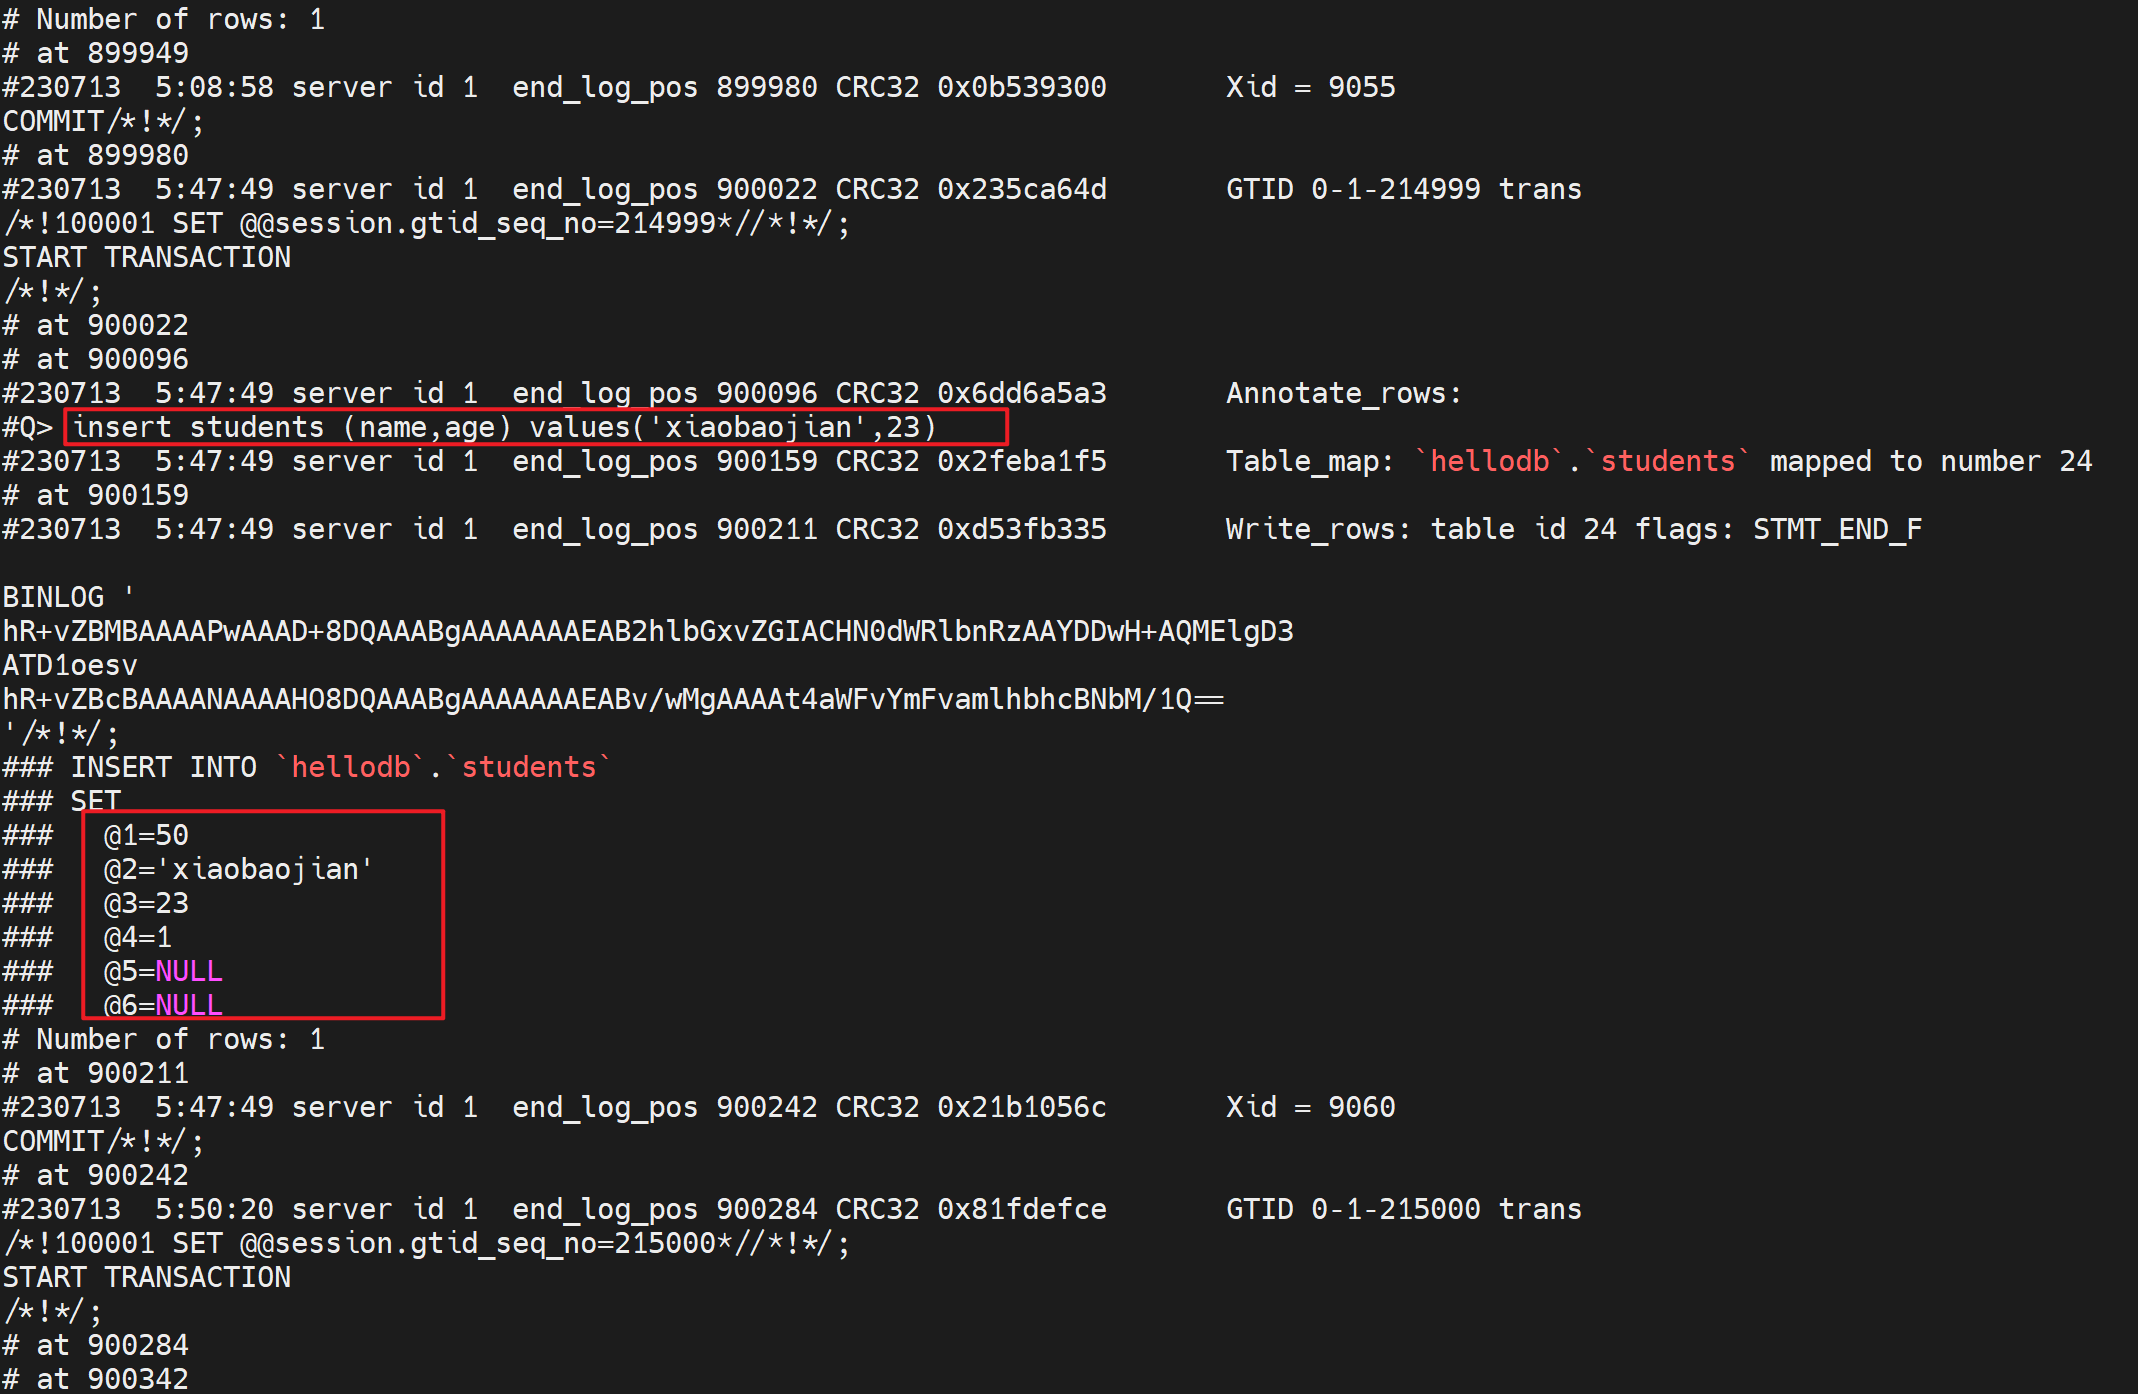 # Number of rows: 1
# at 899949
#230713  5:08:58 server id 1  end_log_pos 899980 CRC32 0x0b539300       Xid = 9055
COMMIT/*!*/;
# at 899980
#230713  5:47:49 server id 1  end_log_pos 900022 CRC32 0x235ca64d       GTID 0-1-214999 trans
/*!100001 SET @@session.gtid_seq_no=214999*//*!*/;
START TRANSACTION
/*!*/;
# at 900022
# at 900096
#230713  5:47:49 server id 1  end_log_pos 900096 CRC32 0x6dd6a5a3       Annotate_rows:
#Q> insert students (name,age) values('xiaobaojian',23)
#230713  5:47:49 server id 1  end_log_pos 900159 CRC32 0x2feba1f5       Table_map: `hellodb`.`students` mapped to number 24
# at 900159
#230713  5:47:49 server id 1  end_log_pos 900211 CRC32 0xd53fb335       Write_rows: table id 24 flags: STMT_END_F
BINLOG '
hR+vZBMBAAAAPwAAAD+8DQAAABgAAAAAAAEAB2hlbGxvZGIACHN0dWRlbnRzAAYDDwH+AQMElgD3
ATD1oesv
hR+vZBcBAAAANAAAAHO8DQAAABgAAAAAAAEABv/wMgAAAAt4aWFvYmFvamlhbhcBNbM/1Q==
'/*!*/;
### INSERT INTO `hellodb`.`students`
### SET
###   @1=50
###   @2='xiaobaojian'
###   @3=23
###   @4=1
###   @5=NULL
###   @6=NULL
# Number of rows: 1
# at 900211
#230713  5:47:49 server id 1  end_log_pos 900242 CRC32 0x21b1056c       Xid = 9060
COMMIT/*!*/;
# at 900242
#230713  5:50:20 server id 1  end_log_pos 900284 CRC32 0x81fdefce       GTID 0-1-215000 trans
/*!100001 SET @@session.gtid_seq_no=215000*//*!*/;
START TRANSACTION
/*!*/;
# at 900284
# at 900342